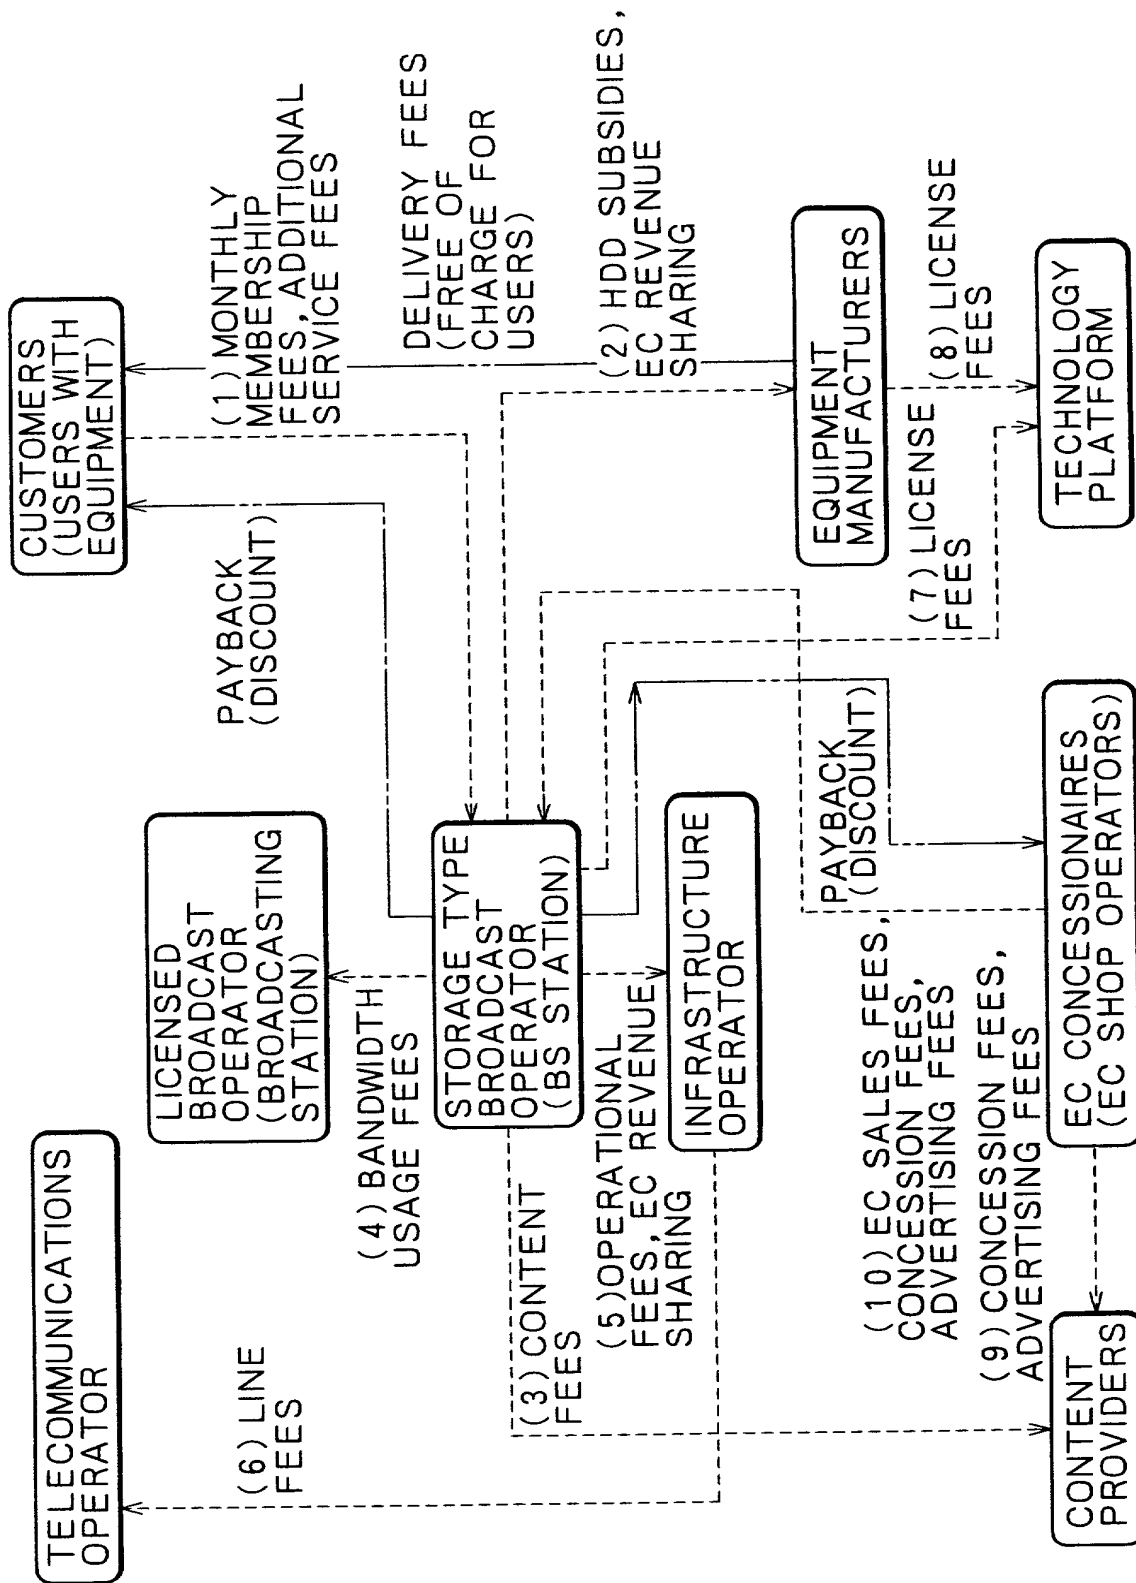 TELECOMMUNICATIONS
OPERATOR
(6) LINE
FEES
LICENSED
BROADCAST
OPERATOR
(BROADCASTING
STATION)
(4) BANDWIDTH
USAGE FEES
CUSTOMERS
(USERS WITH
EQUIPMENT)
PAYBACK
(DISCOUNT)
(1) MONTHLY
MEMBERSHIP
FEES, ADDITIONAL
SERVICE FEES
DELIVERY FEES
(FREE OF
CHARGE FOR
USERS)
STORAGE TYPE
BROADCAST
OPERATOR
(BS STATION)
(3) CONTENT
FEES
(5)OPERATIONAL
FEES, EC REVENUE
SHARING
INFRASTRUCTURE
OPERATOR
(2) HDD SUBSIDIES,
EC REVENUE
SHARING
EQUIPMENT
MANUFACTURERS
(7) LICENSE
FEES
(8) LICENSE
FEES
TECHNOLOGY
PLATFORM
PAYBACK
(DISCOUNT)
(10) EC SALES FEES,
CONCESSION FEES,
ADVERTISING FEES
(9) CONCESSION FEES,
ADVERTISING FEES
CONTENT
PROVIDERS
EC CONCESSIONAIRES
(EC SHOP OPERATORS)